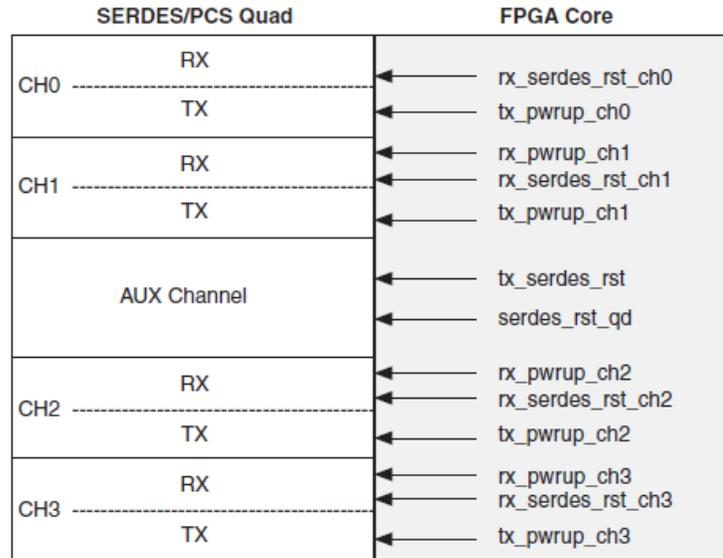 SERDES/PCS Quad FPGA Core
RX
CH0
TX
rx_serdes_rst_ch0
tx_pwrup_ch0
RX
CH1
TX
rx_pwrup_ch1
rx_serdes_rst_ch1
tx_pwrup_ch1
AUX Channel
tx_serdes_rst
serdes_rst_qd
RX
CH2
TX
rx_pwrup_ch2
rx_serdes_rst_ch2
tx_pwrup_ch2
RX
CH3
TX
rx_pwrup_ch3
rx_serdes_rst_ch3
tx_pwrup_ch3